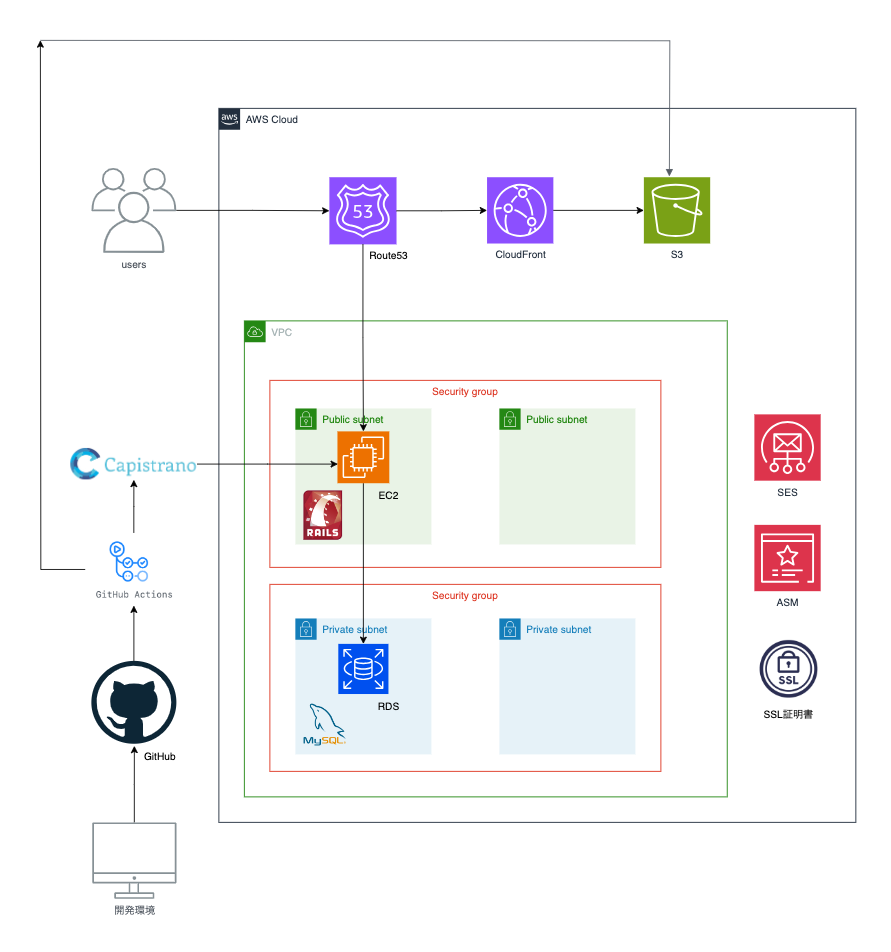 aws
AWS Cloud
users
53
Route53
CloudFront
S3
VPC
Security group
Public subnet
Public subnet
Capistrano
EC2
RAILS
SES
GitHub Actions
Security group
ASM
Private subnet
Private subnet
SSL
RDS
SSL証明書
MySQL
GitHub
開発環境